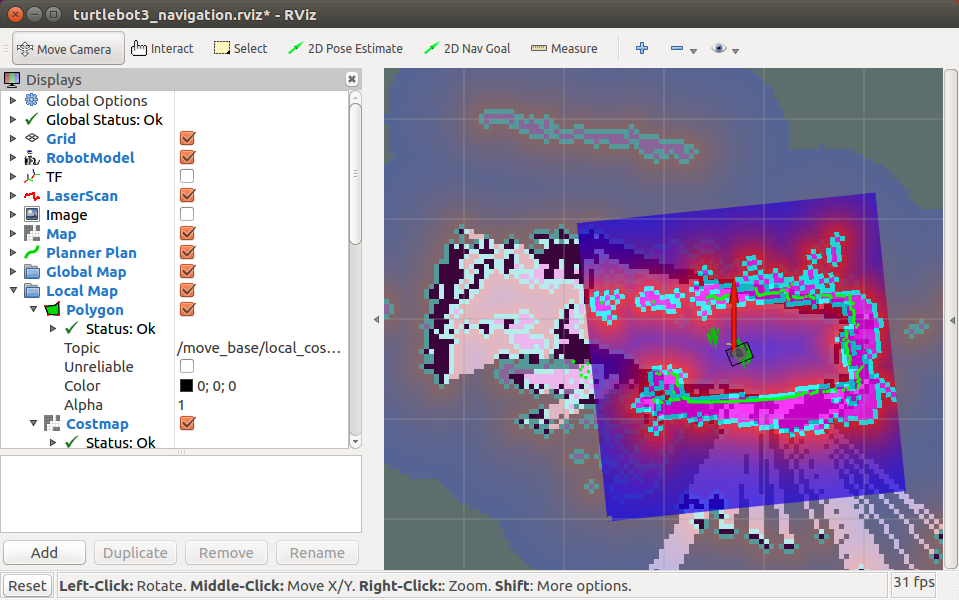 turtlebot3_navigation.rviz* - RViz
Move Camera Interact Select 2D Pose Estimate 2D Nav Goal Measure
Displays
Global Options
Global Status: Ok
Grid
RobotModel
TF
LaserScan
Image
Map
Planner Plan
Global Map
Local Map
Polygon
Status: Ok
Topic /move_base/local_cos...
Unreliable
Color 0; 0; 0
Alpha 1
Costmap
Status: Ok
Add Duplicate Remove Rename
Reset Left-Click: Rotate. Middle-Click: Move X/Y. Right-Click:: Zoom. Shift: More options. 31 fps